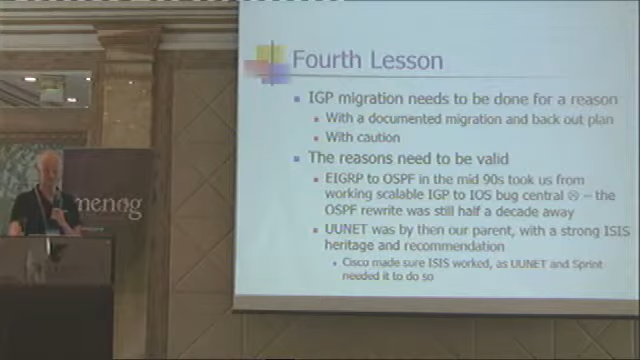 Fourth Lesson
IGP migration needs to be done for a reason
With a documented migration and back out plan
With caution
The reasons need to be valid
EIGRP to OSPF in the mid 90s took us from
working scalable IGP to IOS bug central ☹ – the
OSPF rewrite was still half a decade away
UUNET was by then our parent, with a strong ISIS
heritage and recommendation
Cisco made sure ISIS worked, as UUNET and Sprint
needed it to do so
menog